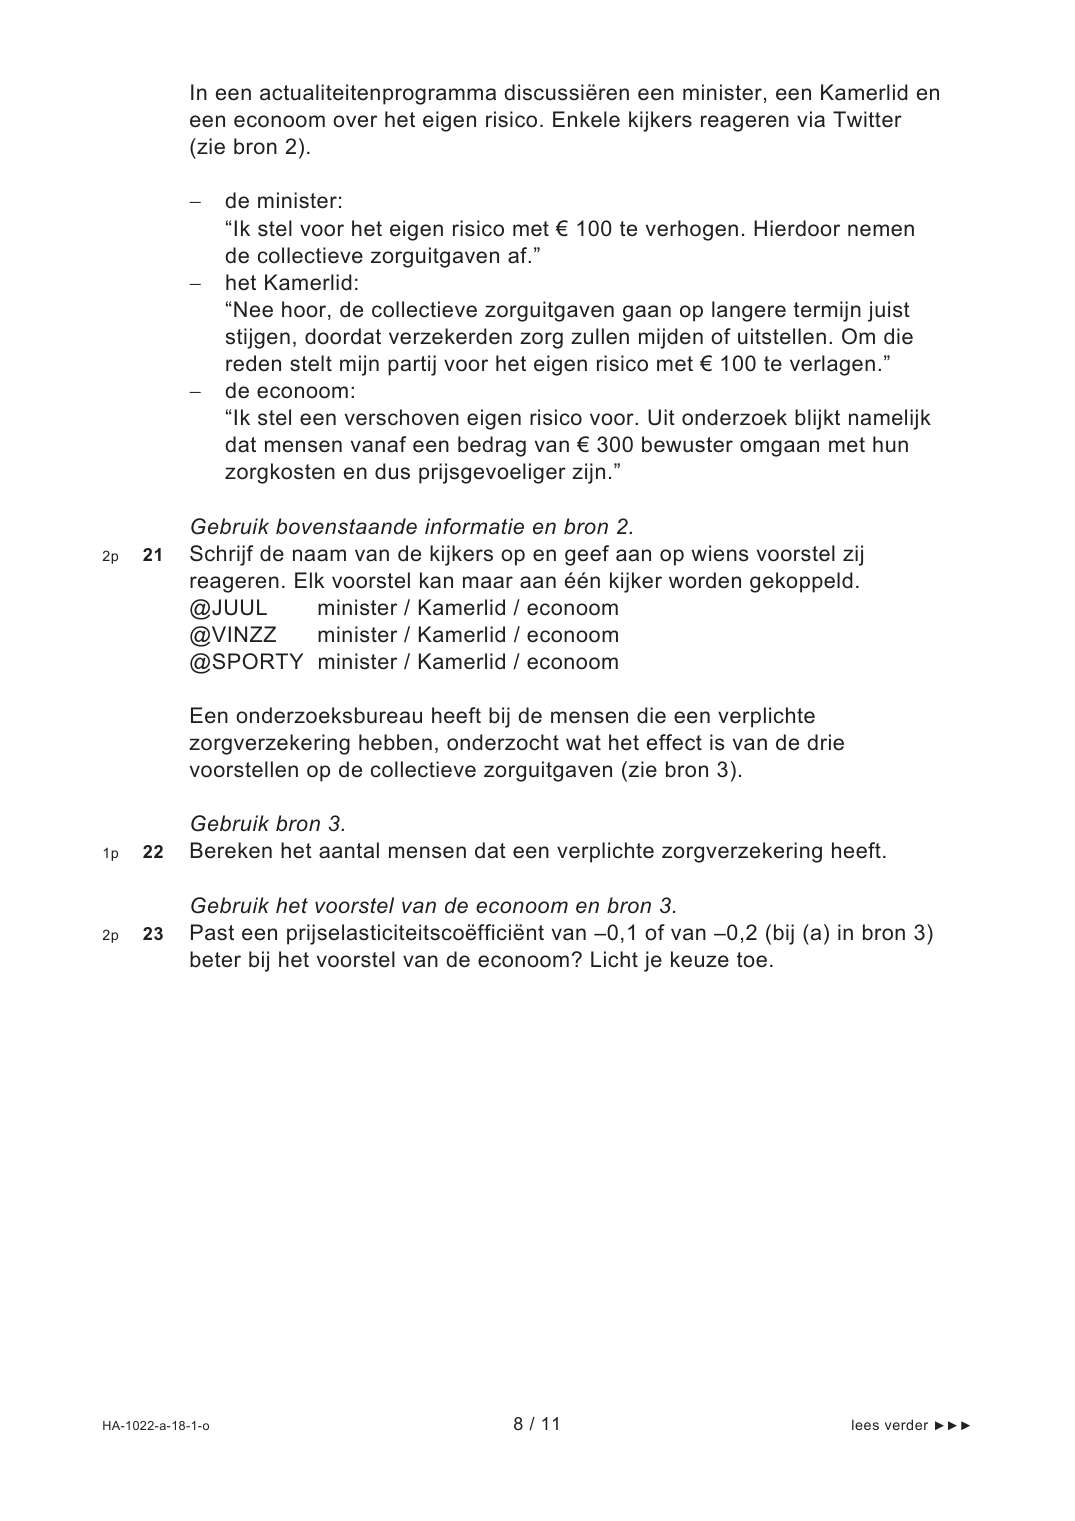 In een actualiteitenprogramma discussiëren een minister, een Kamerlid en
een econoom over het eigen risico. Enkele kijkers reageren via Twitter
(zie bron 2).
– de minister:
“Ik stel voor het eigen risico met € 100 te verhogen. Hierdoor nemen
de collectieve zorguitgaven af.”
– het Kamerlid:
“Nee hoor, de collectieve zorguitgaven gaan op langere termijn juist
stijgen, doordat verzekerden zorg zullen mijden of uitstellen. Om die
reden stelt mijn partij voor het eigen risico met € 100 te verlagen.”
– de econoom:
“Ik stel een verschoven eigen risico voor. Uit onderzoek blijkt namelijk
dat mensen vanaf een bedrag van € 300 bewuster omgaan met hun
zorgkosten en dus prijsgevoeliger zijn.”
Gebruik bovenstaande informatie en bron 2.
2p 21 Schrijf de naam van de kijkers op en geef aan op wiens voorstel zij
reageren. Elk voorstel kan maar aan één kijker worden gekoppeld.
@JUUL minister / Kamerlid / econoom
@VINZZ minister / Kamerlid / econoom
@SPORTY minister / Kamerlid / econoom
Een onderzoeksbureau heeft bij de mensen die een verplichte
zorgverzekering hebben, onderzocht wat het effect is van de drie
voorstellen op de collectieve zorguitgaven (zie bron 3).
Gebruik bron 3.
1p 22 Bereken het aantal mensen dat een verplichte zorgverzekering heeft.
Gebruik het voorstel van de econoom en bron 3.
2p 23 Past een prijselasticiteitscoëfficiënt van –0,1 of van –0,2 (bij (a) in bron 3)
beter bij het voorstel van de econoom? Licht je keuze toe.
HA-1022-a-18-1-o 8 / 11 lees verder ►►►